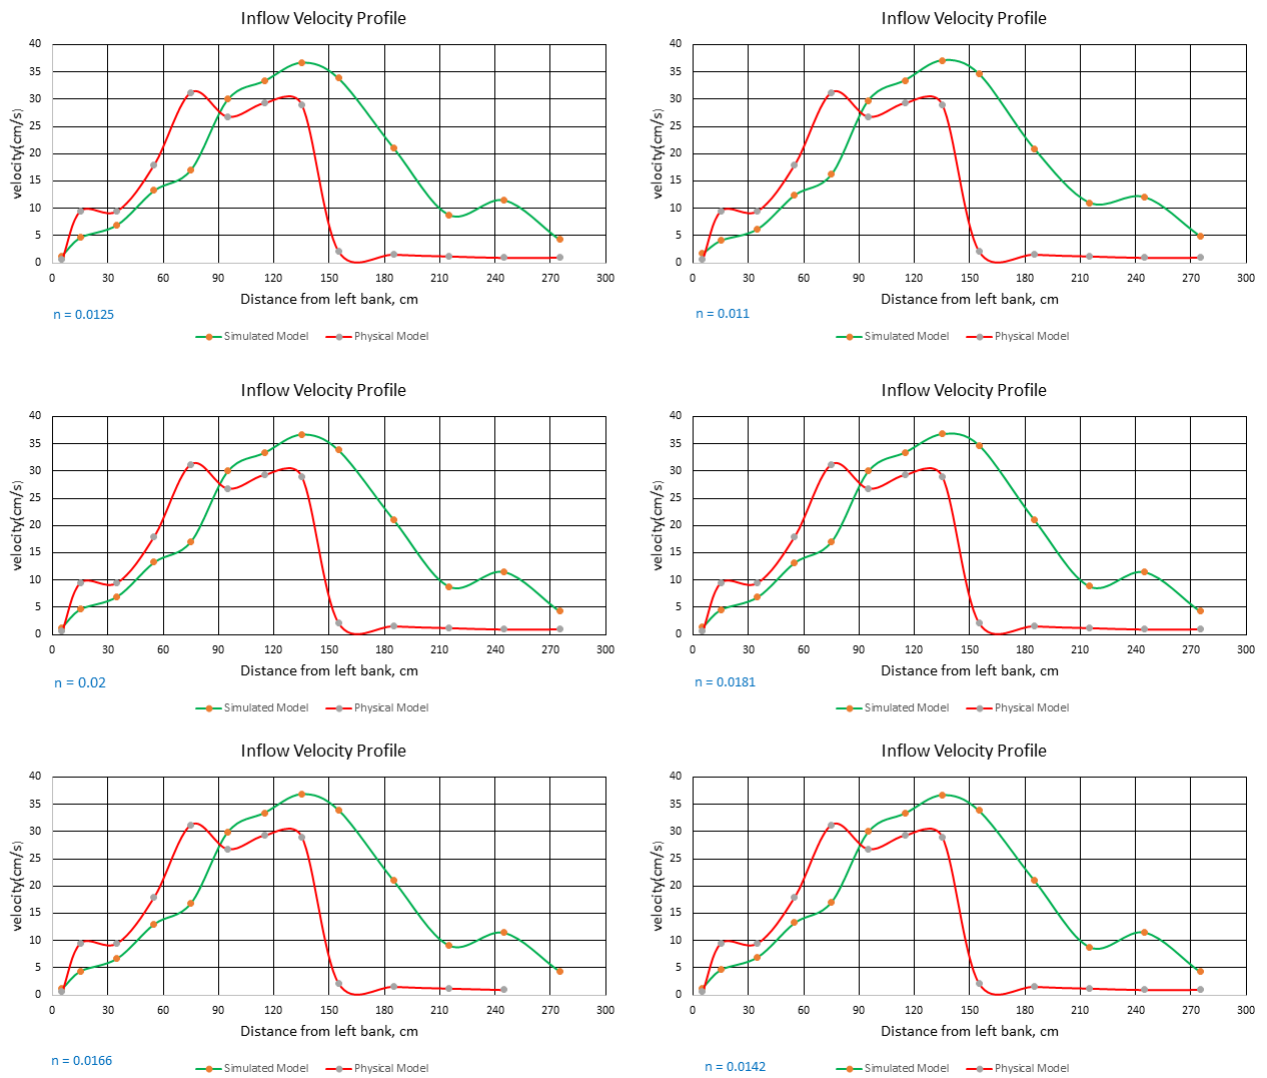 Inflow Velocity Profile
40
35
30
25
20
15
10
5
0
velocity(cm/s)
0 30 60 90 120 150 180 210 240 270 300
Distance from left bank, cm
n = 0.0125
Simulated Model Physical Model
Inflow Velocity Profile
40
35
30
25
20
15
10
5
0
velocity(cm/s)
0 30 60 90 120 150 180 210 240 270 300
Distance from left bank, cm
n = 0.011
Simulated Model Physical Model
Inflow Velocity Profile
40
35
30
25
20
15
10
5
0
velocity(cm/s)
0 30 60 90 120 150 180 210 240 270 300
Distance from left bank, cm
n = 0.02
Simulated Model Physical Model
Inflow Velocity Profile
40
35
30
25
20
15
10
5
0
velocity(cm/s)
0 30 60 90 120 150 180 210 240 270 300
Distance from left bank, cm
n = 0.0181
Simulated Model Physical Model
Inflow Velocity Profile
40
35
30
25
20
15
10
5
0
velocity(cm/s)
0 30 60 90 120 150 180 210 240 270 300
Distance from left bank, cm
n = 0.0166
Simulated Model Physical Model
Inflow Velocity Profile
40
35
30
25
20
15
10
5
0
velocity(cm/s)
0 30 60 90 120 150 180 210 240 270 300
Distance from left bank, cm
n = 0.0142
Simulated Model Physical Model